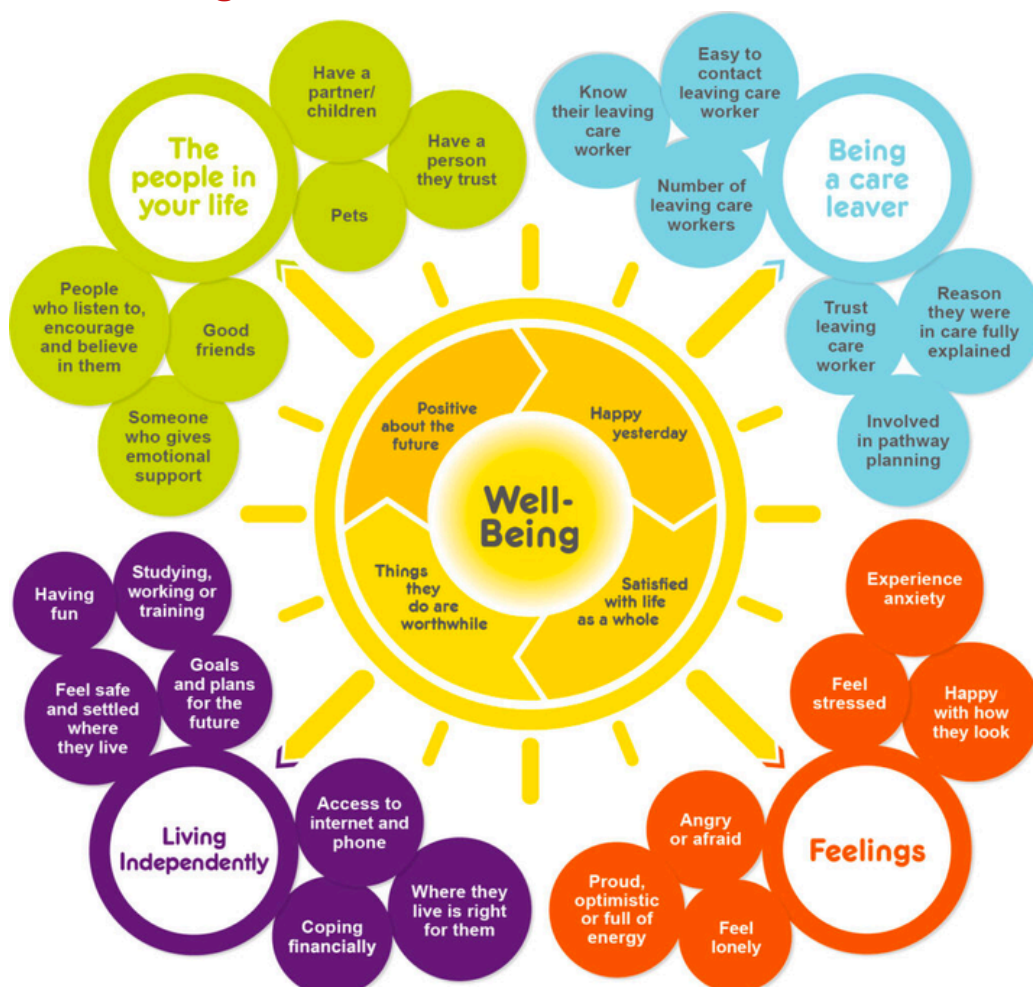 The
people in
your life
Have a
partner/
children
Have a
person
they trust
Pets
People
who listen to,
encourage
and believe
in them
Good
friends
Someone
who gives
emotional
support
Know
their leaving
care
worker
Easy to
contact
leaving care
worker
Number of
leaving care
workers
Being
a care
leaver
Trust
leaving
care
worker
Reason
they were
in care fully
explained
Involved
in pathway
planning
Positive
about the
future
Happy
yesterday
Well-
Being
Things
they
do are
worthwhile
Satisfied
with life
as a whole
Having
fun
Studying,
working or
training
Feel safe
and settled
where
they live
Goals
and plans
for the
future
Living
Independently
Access to
internet and
phone
Coping
financially
Where they
live is right
for them
Experience
anxiety
Feel
stressed
Happy
with how
they look
Angry
or afraid
Proud,
optimistic
or full of
energy
Feel
lonely
Feelings